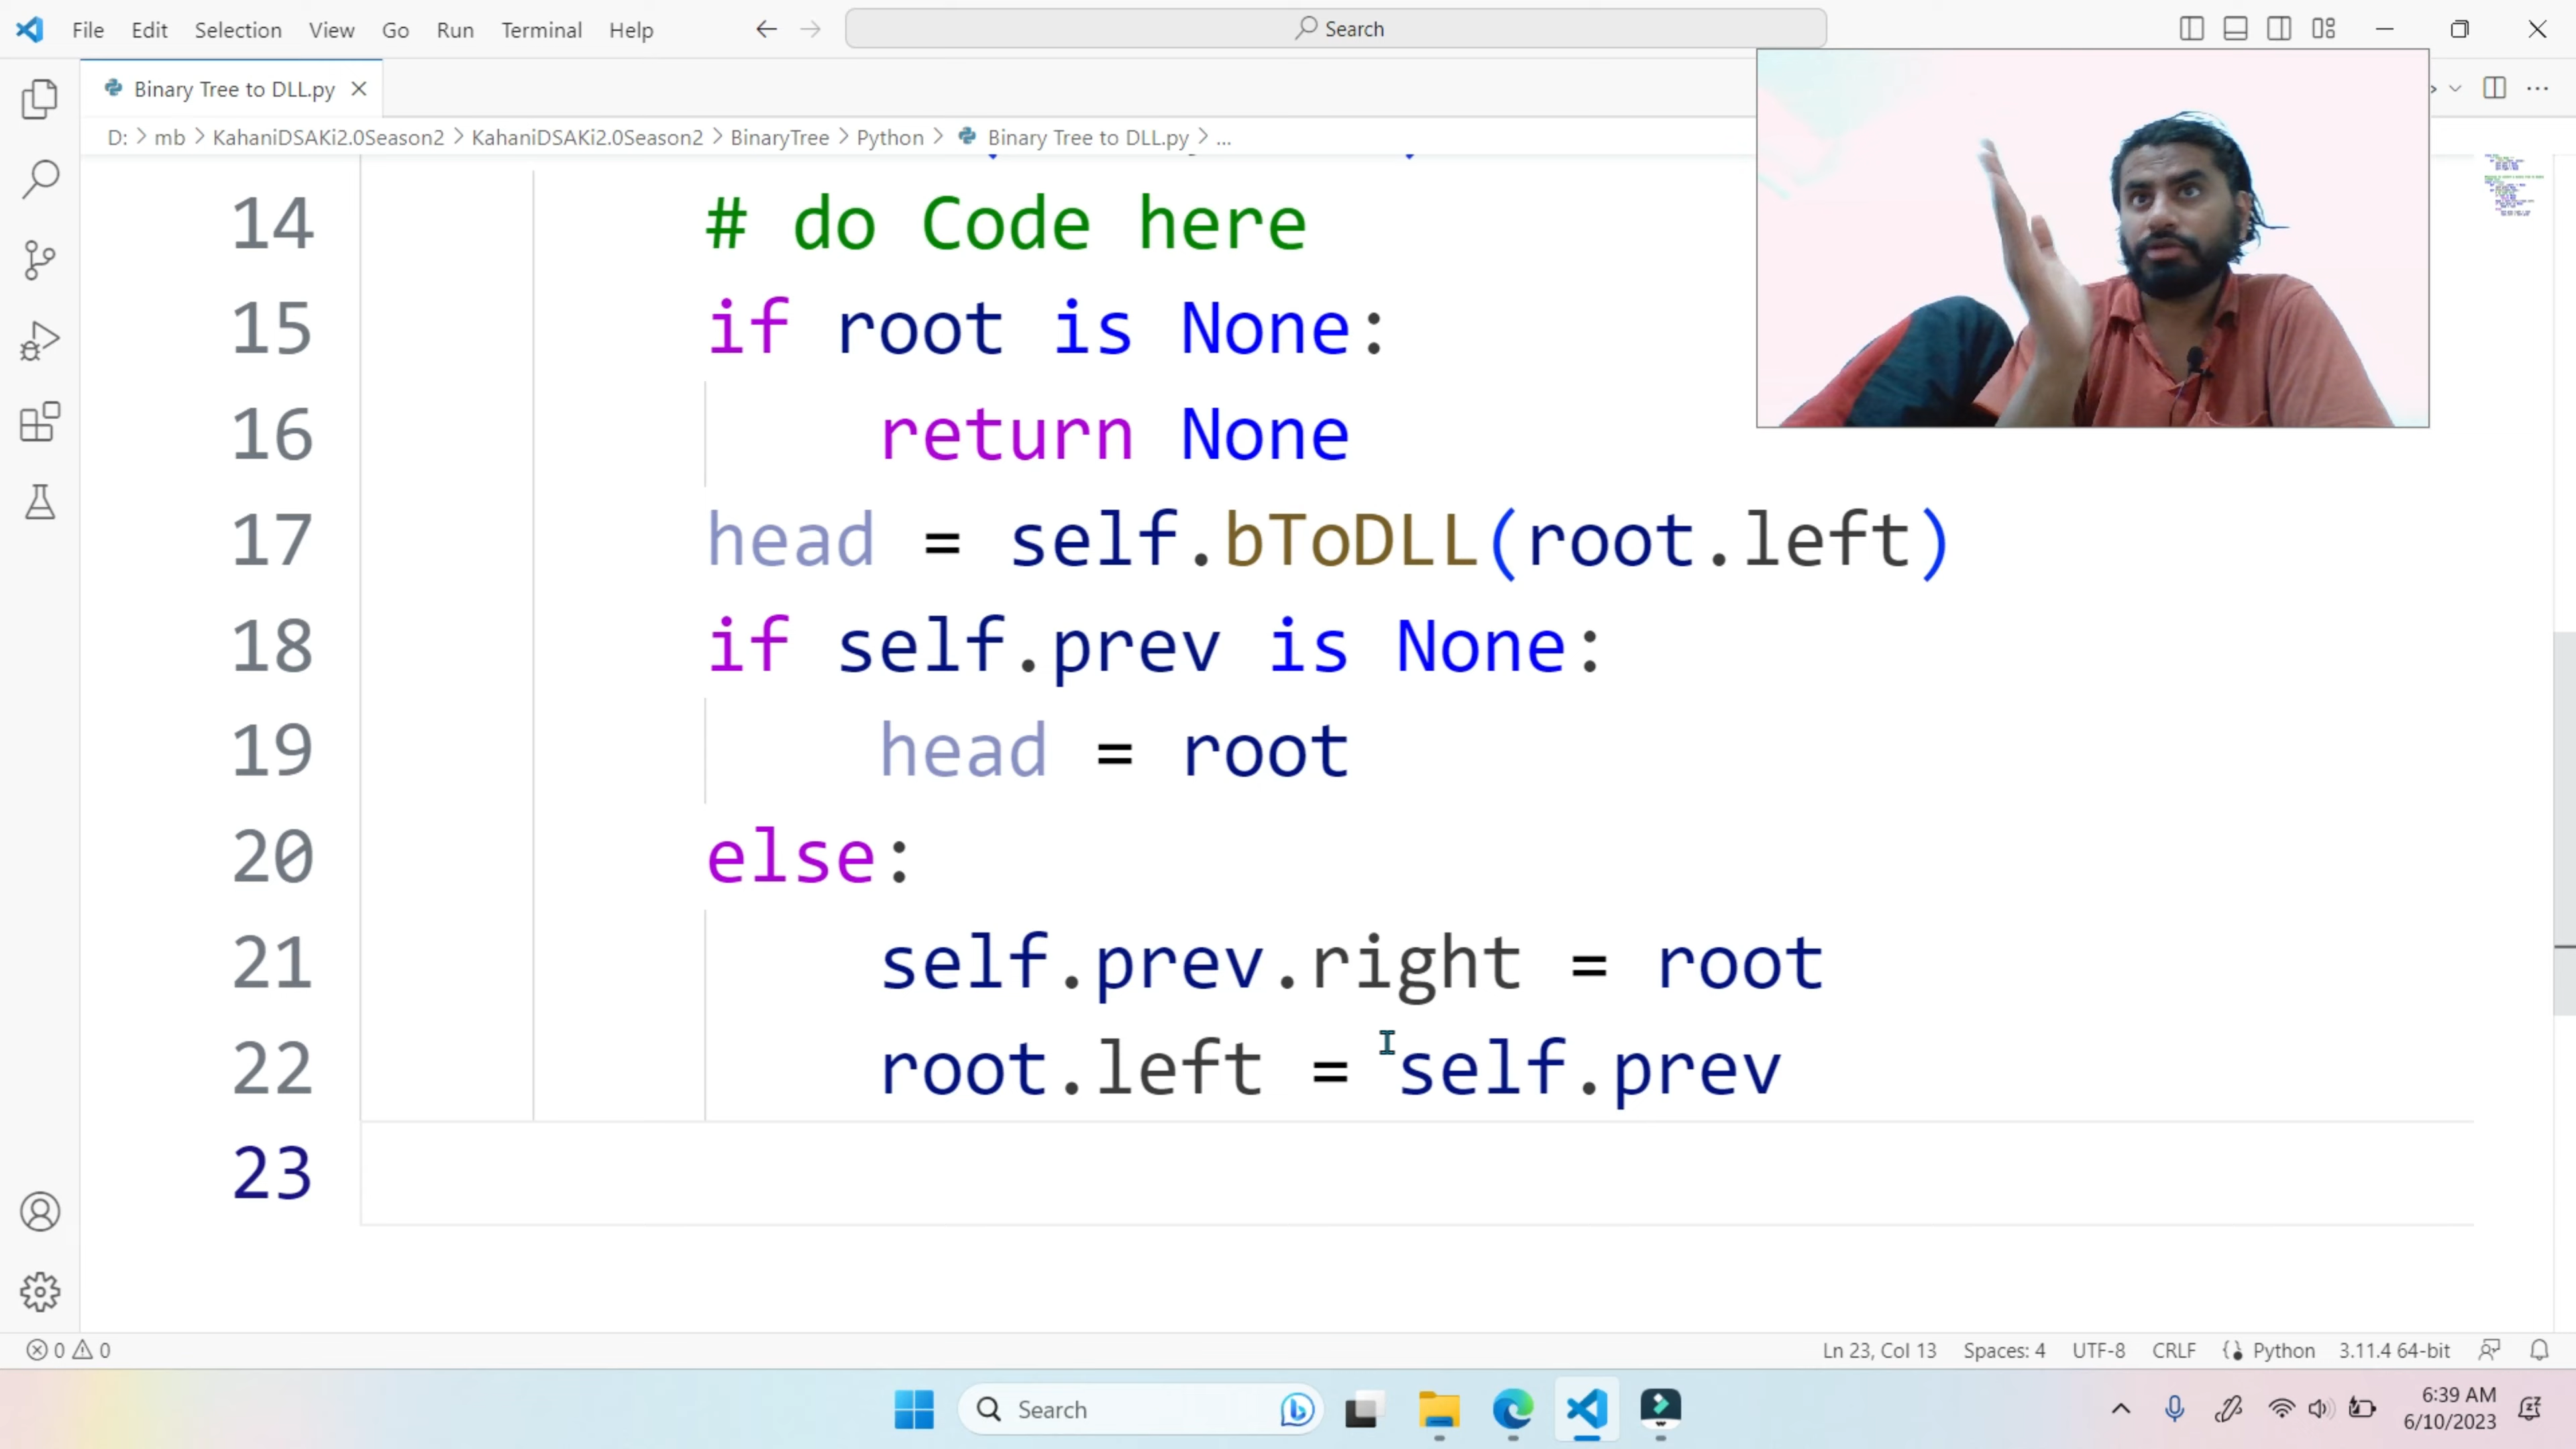 File Edit Selection View Go Run Terminal Help Search
Binary Tree to DLL.py
D: > mb > KahaniDSAKi2.0Season2 > KahaniDSAKi2.0Season2 > BinaryTree > Python > Binary Tree to DLL.py > ...
14 # do Code here
15 if root is None:
16 return None
17 head = self.bToDLL(root.left)
18 if self.prev is None:
19 head = root
20 else:
21 self.prev.right = root
22 root.left = self.prev
23
0 0 Ln 23, Col 13 Spaces: 4 UTF-8 CRLF Python 3.11.4 64-bit
Search
6:39 AM
6/10/2023